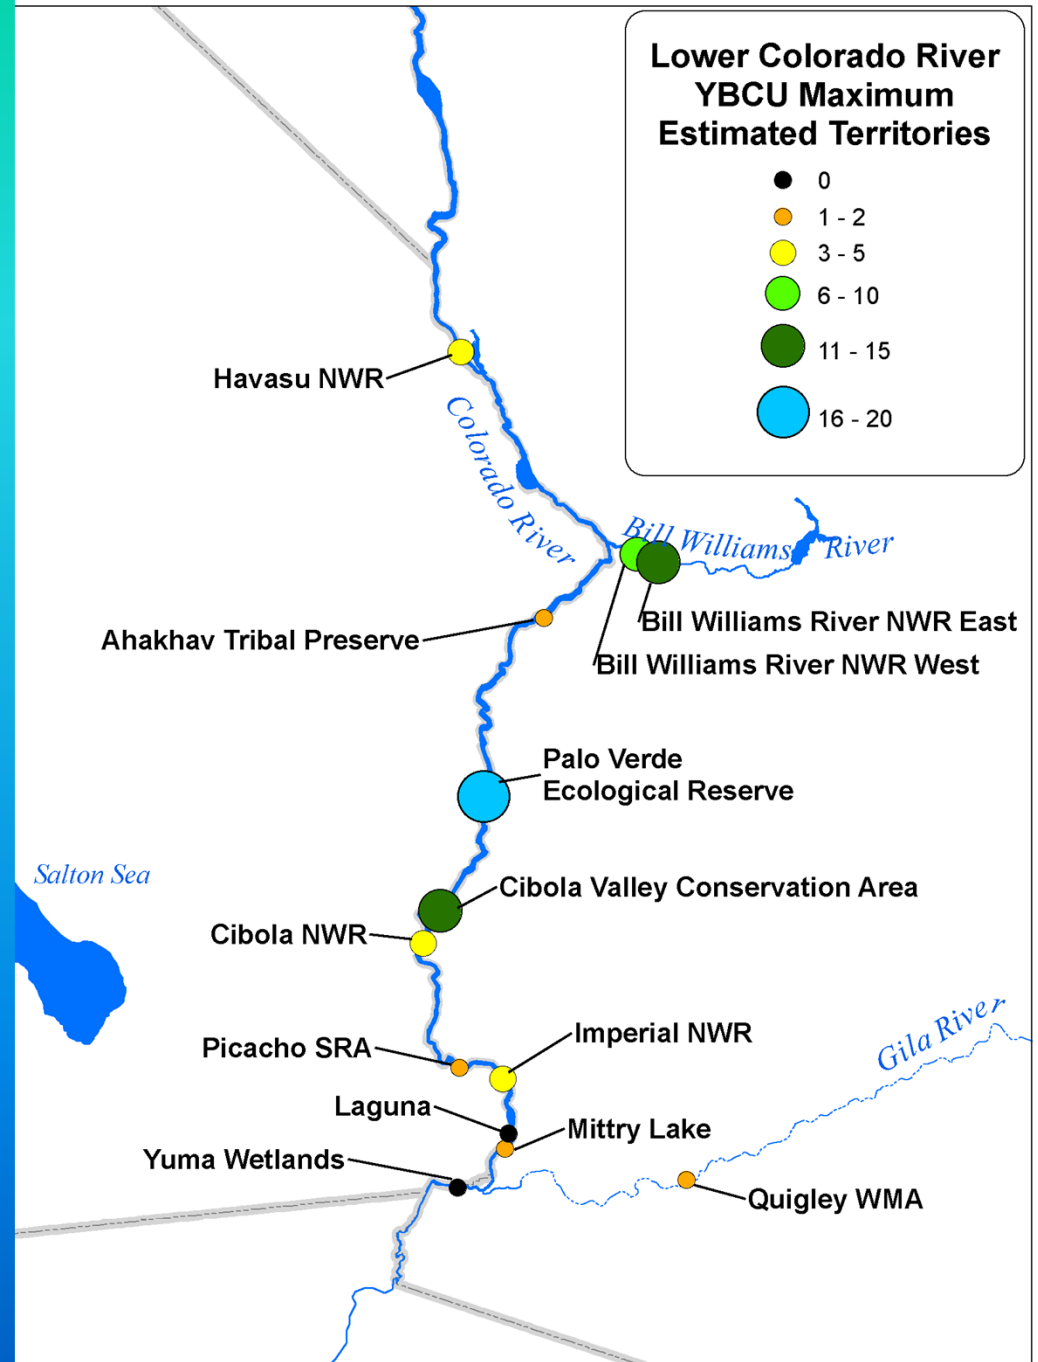 Lower Colorado River
YBCU Maximum
Estimated Territories
0
1 - 2
3 - 5
6 - 10
11 - 15
16 - 20
Havasu NWR
Colorado River
Bill Williams River
Bill Williams River NWR East
Ahakhav Tribal Preserve
Bill Williams River NWR West
Palo Verde
Ecological Reserve
Salton Sea
Cibola Valley Conservation Area
Cibola NWR
Gila River
Imperial NWR
Picacho SRA
Laguna
Mittry Lake
Yuma Wetlands
Quigley WMA